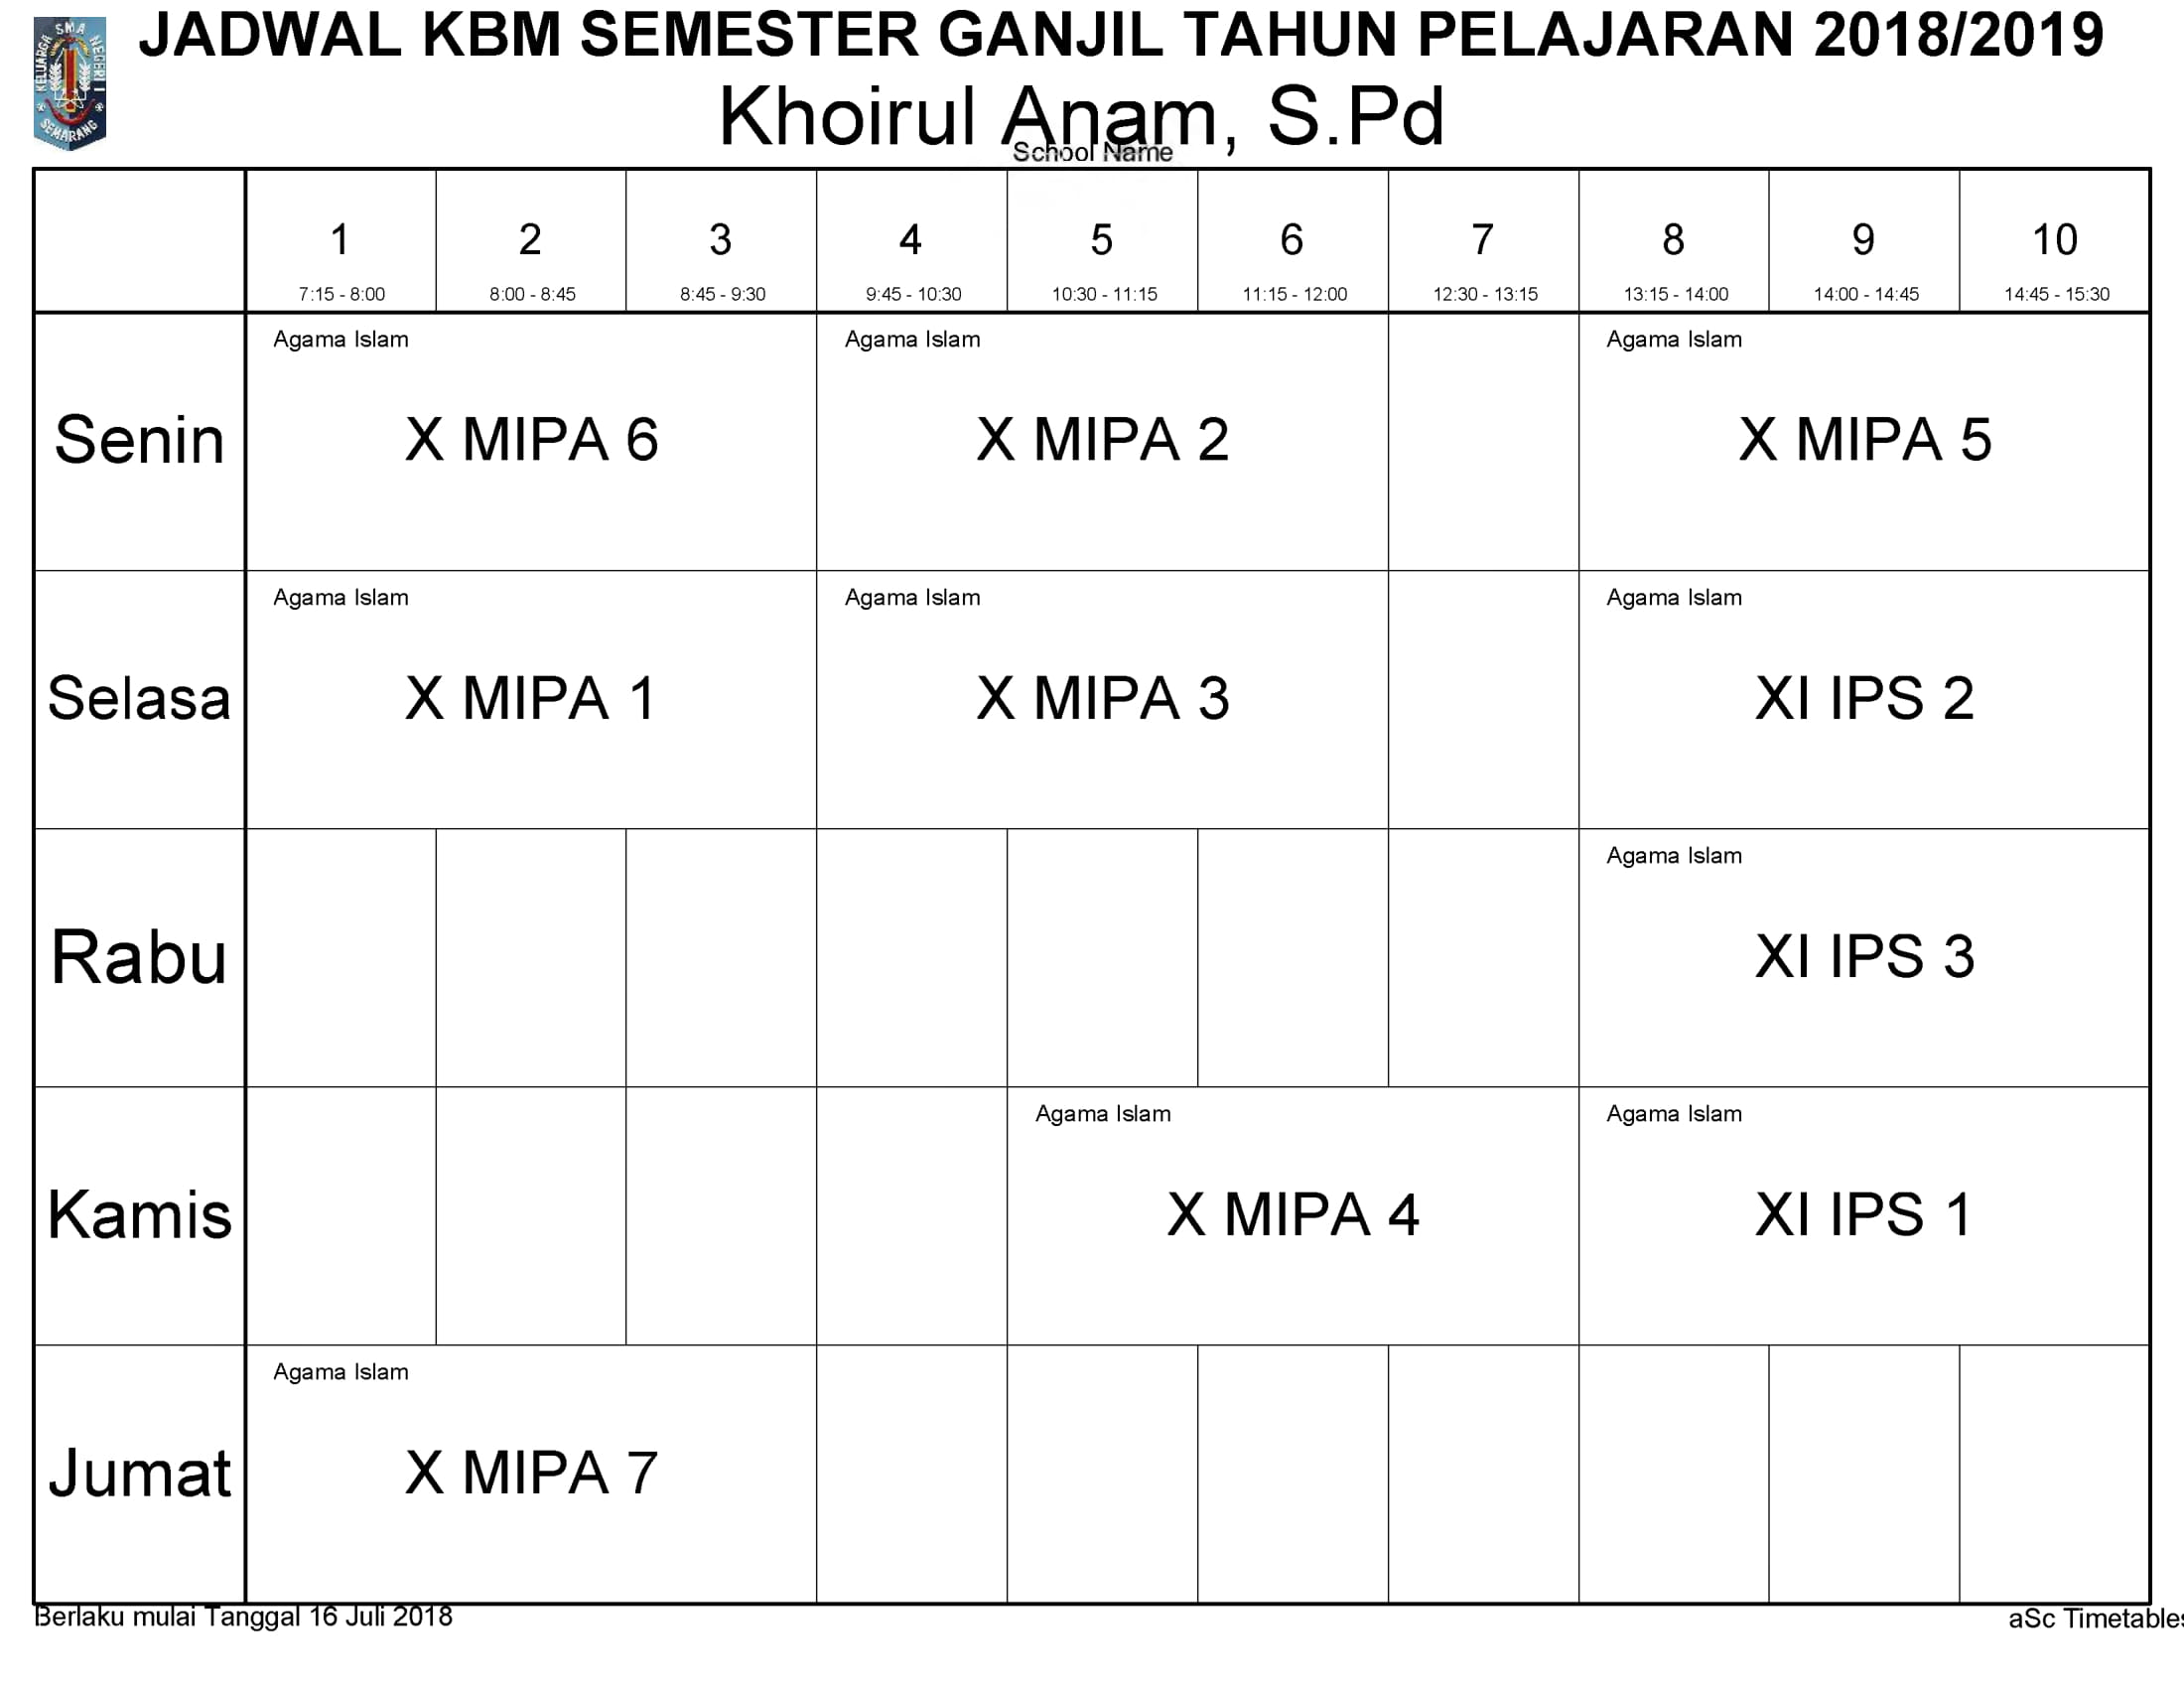 KELUARGA SMA NEGERI I
SEMARANG
JADWAL KBM SEMESTER GANJIL TAHUN PELAJARAN 2018/2019
Khoirul Anam, S.Pd
School Name
1 2 3 4 5 6 7 8 9 10
7:15 - 8:00 8:00 - 8:45 8:45 - 9:30 9:45 - 10:30 10:30 - 11:15 11:15 - 12:00 12:30 - 13:15 13:15 - 14:00 14:00 - 14:45 14:45 - 15:30
Agama Islam Agama Islam Agama Islam
Senin X MIPA 6 X MIPA 2 X MIPA 5
Agama Islam Agama Islam Agama Islam
Selasa X MIPA 1 X MIPA 3 XI IPS 2
Agama Islam
Rabu XI IPS 3
Agama Islam Agama Islam
Kamis X MIPA 4 XI IPS 1
Agama Islam
Jumat X MIPA 7
Berlaku mulai Tanggal 16 Juli 2018 aSc Timetables